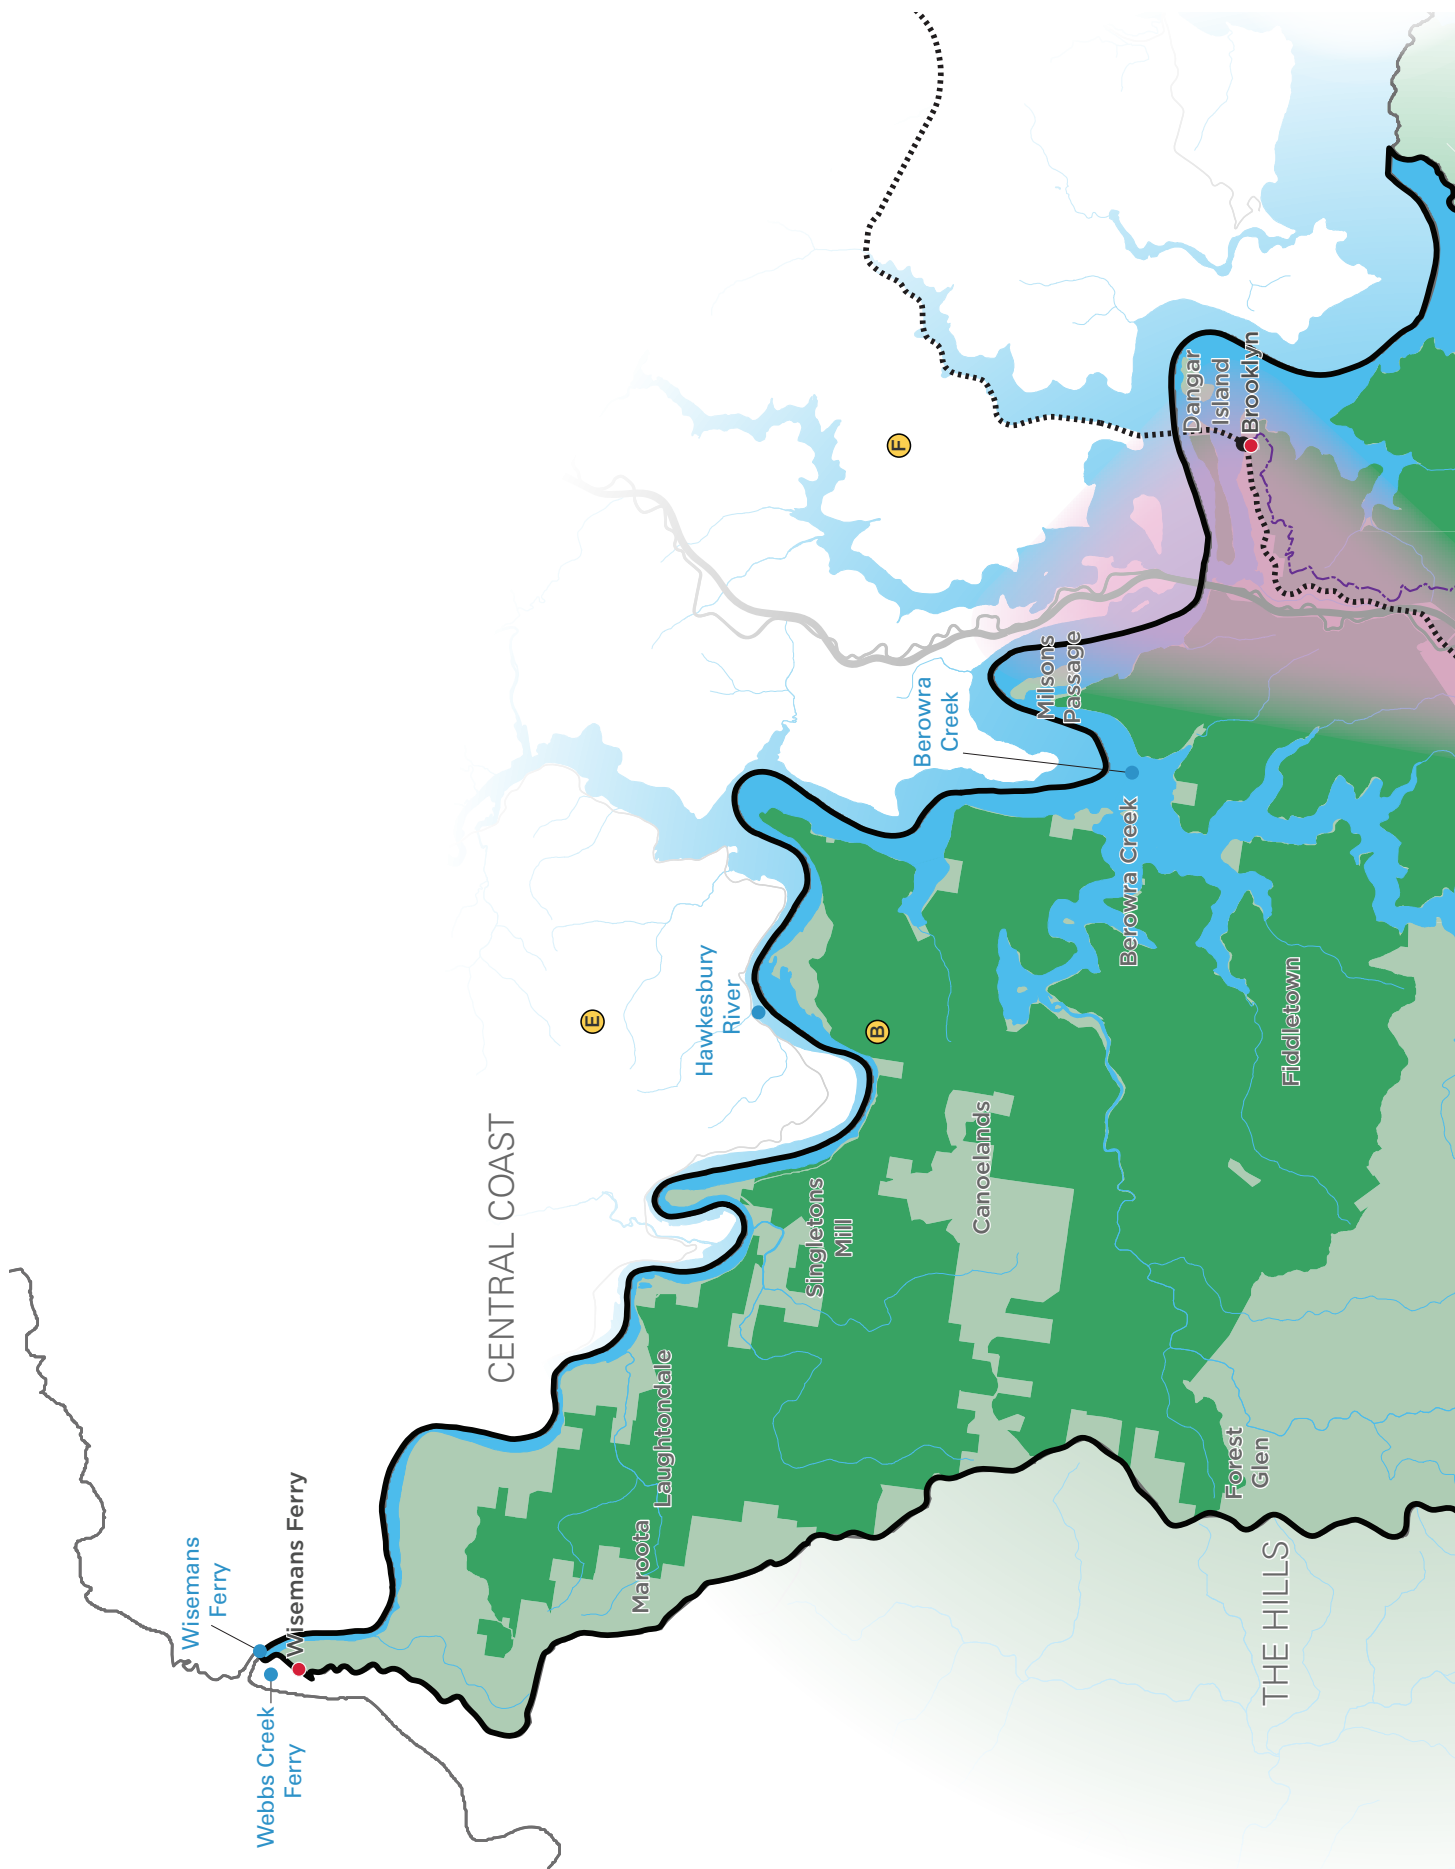 Wisemans
Ferry
Webbs Creek
Ferry
Wisemans Ferry
CENTRAL COAST
E
F
Hawkesbury
River
Berowra
Creek
Milsons
Passage
Dangar
Island
Brooklyn
Maroota
Laughtondale
Singletons
Mill
B
Canoelands
Berowra Creek
Fiddletown
Forest
Glen
THE HILLS